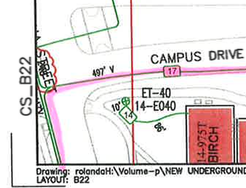 CAMPUS DRIVE
497' V
17
CS_B22
ET-40
14-E040
10'
14
14-975T
BIRCH
Drawing: rolandaH:\Volume-p\NEW UNDERGROUN
LAYOUT: B22